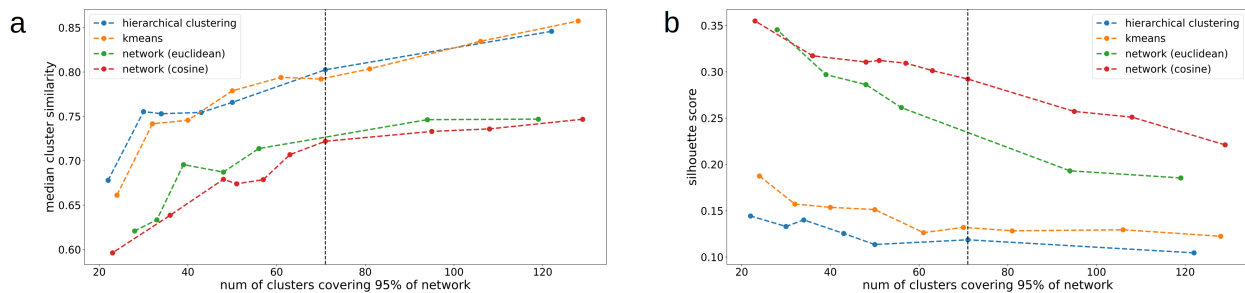 a
hierarchical clustering
kmeans
network (euclidean)
network (cosine)
median cluster similarity
0.85
0.80
0.75
0.70
0.65
0.60
20 40 60 80 100 120
num of clusters covering 95% of network
b
hierarchical clustering
kmeans
network (euclidean)
network (cosine)
silhouette score
0.35
0.30
0.25
0.20
0.15
0.10
20 40 60 80 100 120
num of clusters covering 95% of network